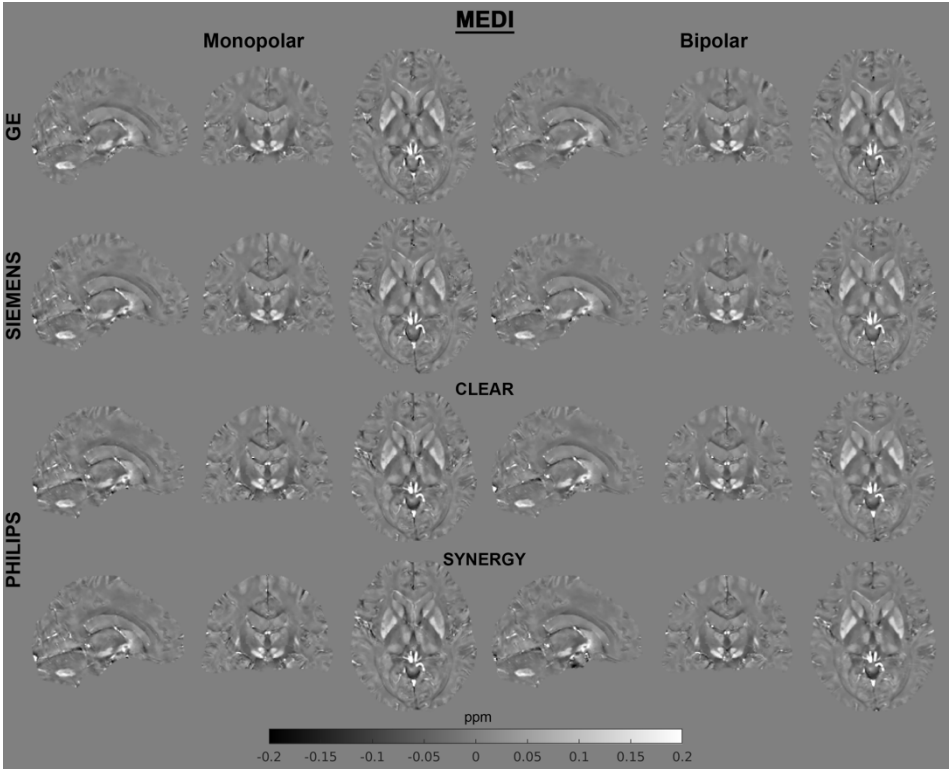 MEDI
Monopolar
Bipolar
GE
SIEMENS
CLEAR
PHILIPS
SYNERGY
ppm
-0.2 -0.15 -0.1 -0.05 0 0.05 0.1 0.15 0.2